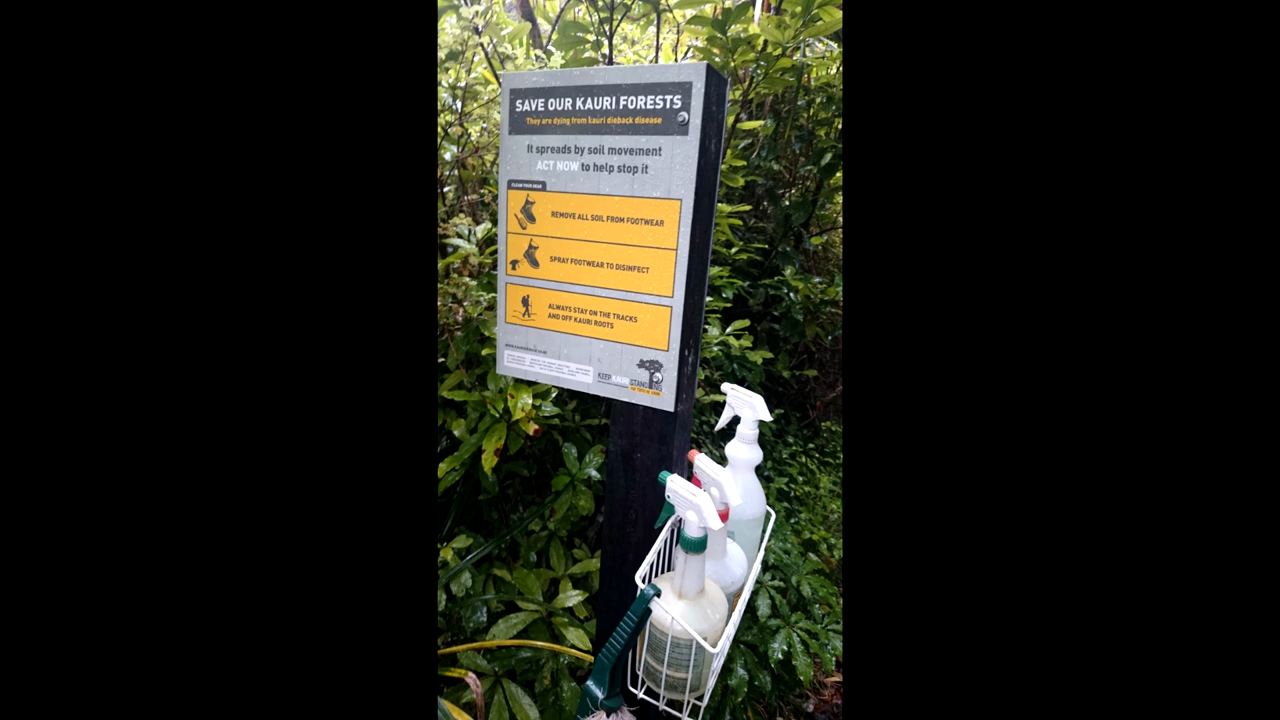 SAVE OUR KAURI FORESTS
They are dying from kauri dieback disease
It spreads by soil movement
ACT NOW to help stop it
CLEAN YOUR GEAR
REMOVE ALL SOIL FROM FOOTWEAR
SPRAY FOOTWEAR TO DISINFECT
ALWAYS STAY ON THE TRACKS
AND OFF KAURI ROOTS
KEEP KAURI STANDING